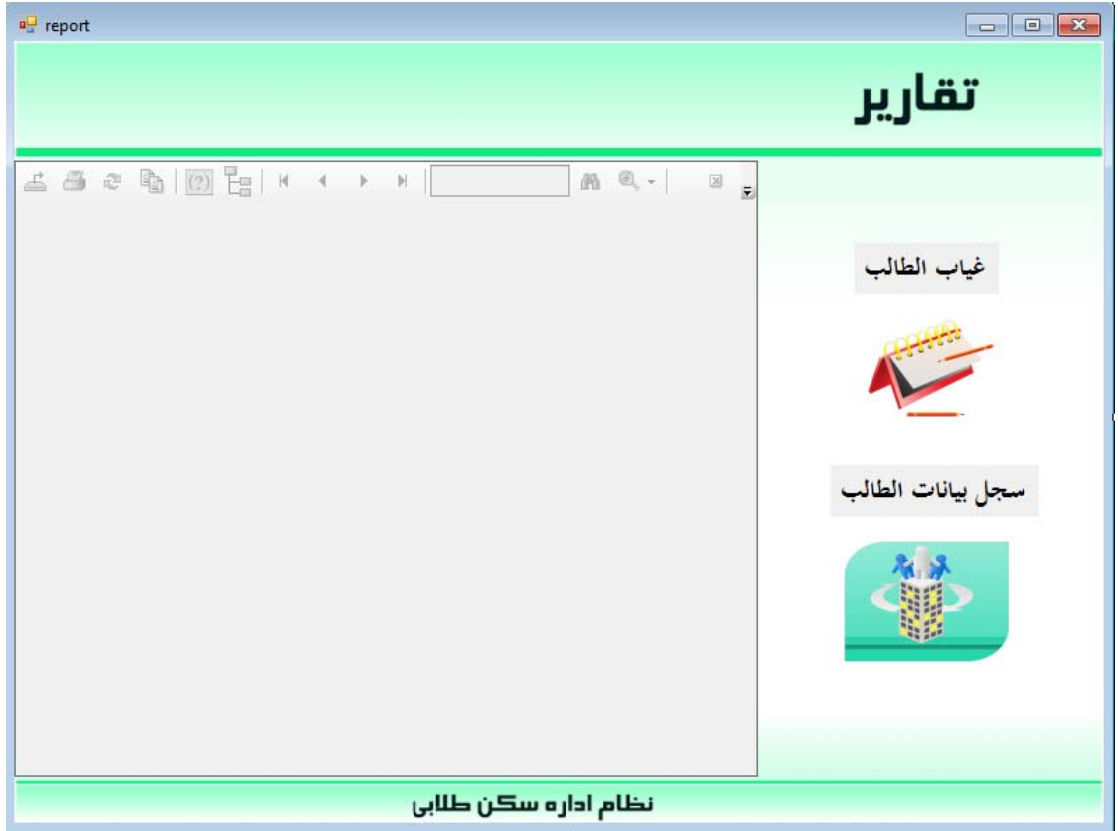 report
تقارير
(?)
غياب الطالب
سجل بيانات الطالب
نظام اداره سكن طلابى